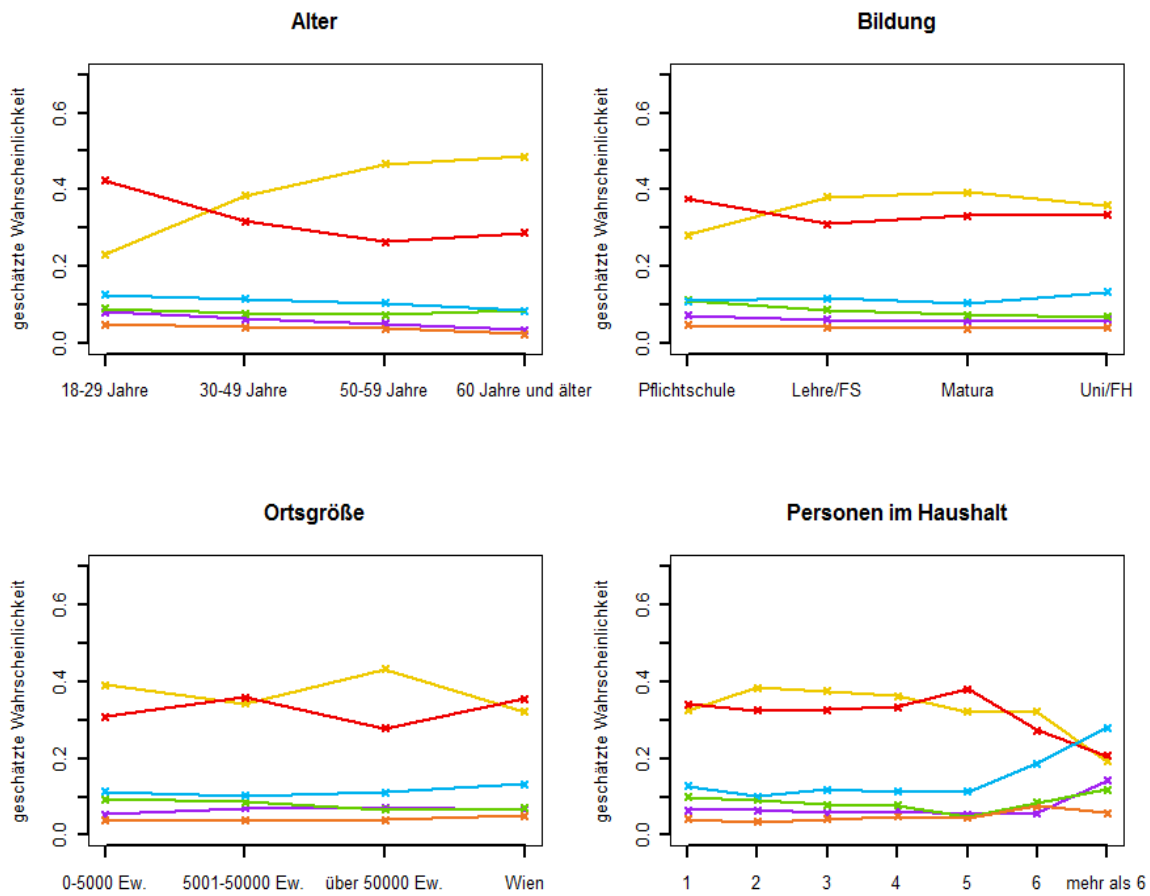 Alter
geschätzte Wahrscheinlichkeit
0.0 0.2 0.4 0.6
18-29 Jahre 30-49 Jahre 50-59 Jahre 60 Jahre und älter
Bildung
geschätzte Wahrscheinlichkeit
0.0 0.2 0.4 0.6
Pflichtschule Lehre/FS Matura Uni/FH
Ortsgröße
geschätzte Wahrscheinlichkeit
0.0 0.2 0.4 0.6
0-5000 Ew. 5001-50000 Ew. über 50000 Ew. Wien
Personen im Haushalt
geschätzte Wahrscheinlichkeit
0.0 0.2 0.4 0.6
1 2 3 4 5 6 mehr als 6